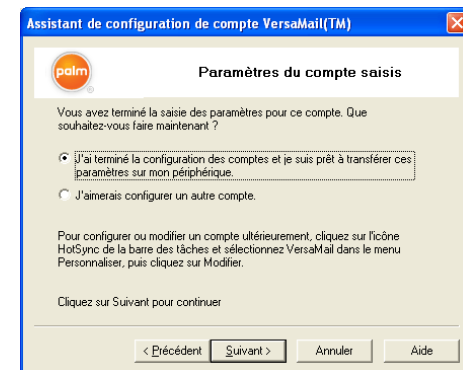 Assistant de configuration de compte VersaMail(TM)
palm
Paramètres du compte saisis
Vous avez terminé la saisie des paramètres pour ce compte. Que
souhaitez-vous faire maintenant ?
J'ai terminé la configuration des comptes et je suis prêt à transférer ces
paramètres sur mon périphérique.
J'aimerais configurer un autre compte.
Pour configurer ou modifier un compte ultérieurement, cliquez sur l'icône
HotSync de la barre des tâches et sélectionnez VersaMail dans le menu
Personnaliser, puis cliquez sur Modifier.
Cliquez sur Suivant pour continuer
< Précédent Suivant > Annuler Aide